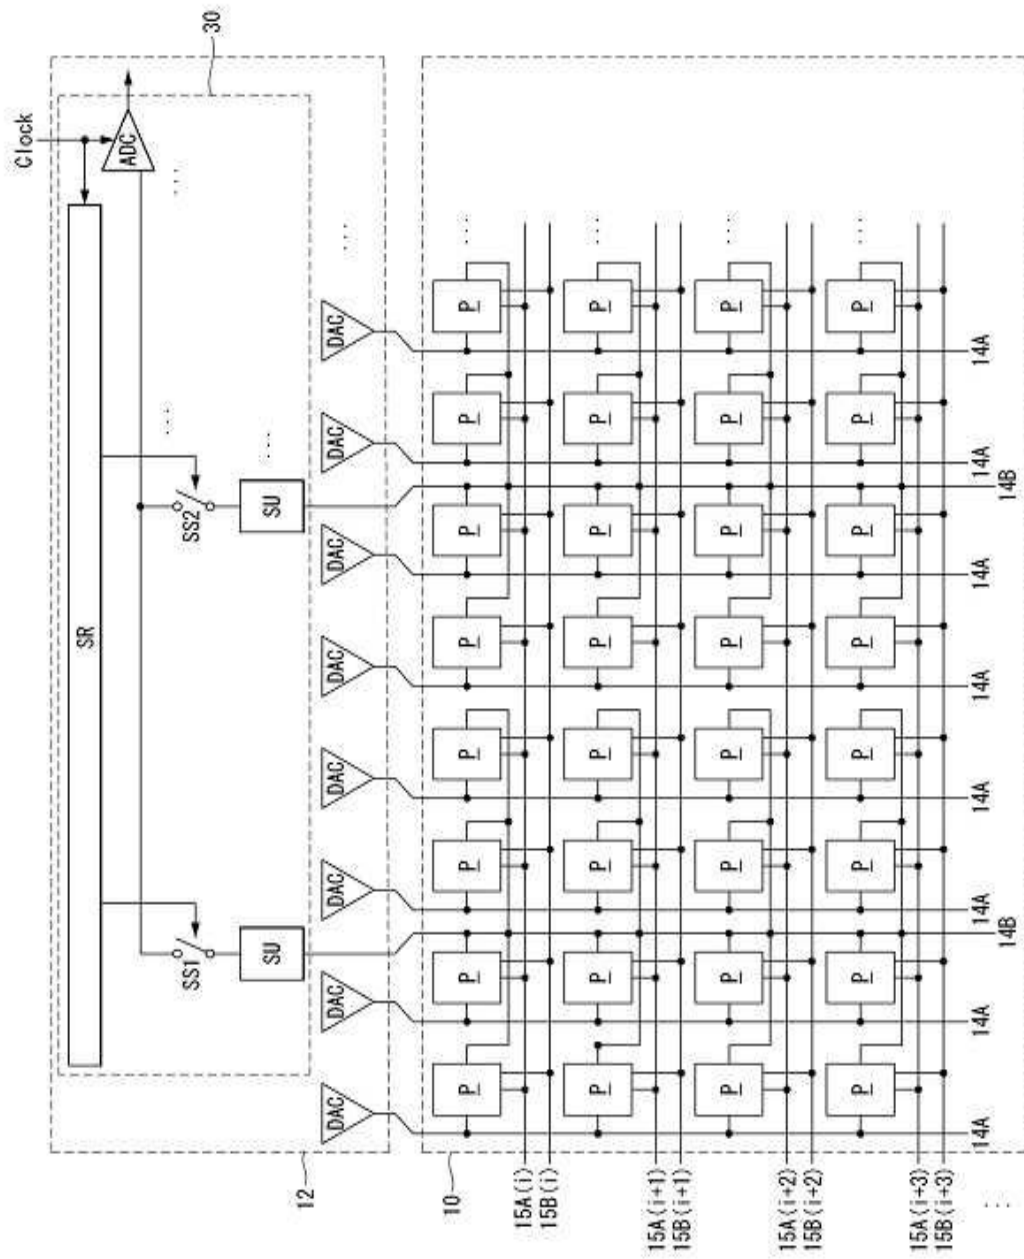 Clock
SR
ADC
SS1 SS2
30
SU SU
12
DAC DAC DAC DAC DAC DAC DAC DAC
10
P P P P P P P P
15A(i)
15B(i)
P P P P P P P P
15A(i+1)
15B(i+1)
P P P P P P P P
15A(i+2)
15B(i+2)
P P P P P P P P
15A(i+3)
15B(i+3)
14A 14A 14A 14A 14A 14A 14A 14A
14B 14B